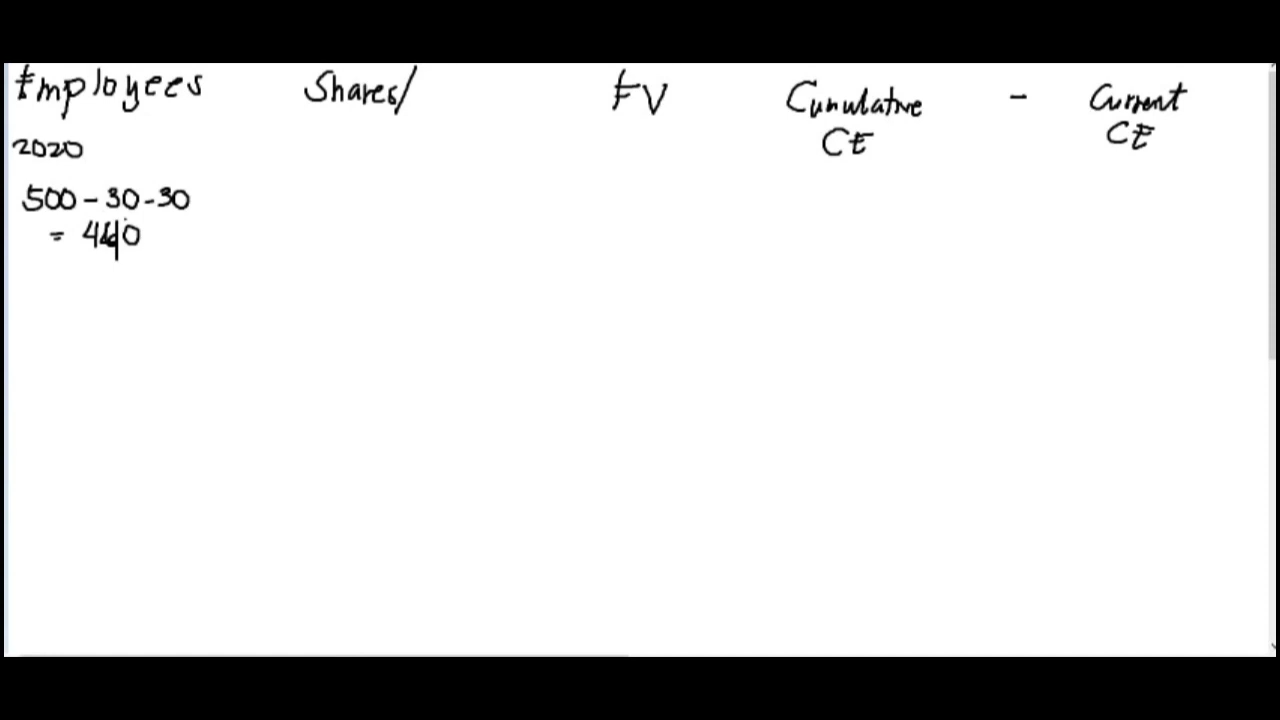 Employees Shares/ FV Cumulative - Current
CE CE
2020
500 - 30 - 30
= 440